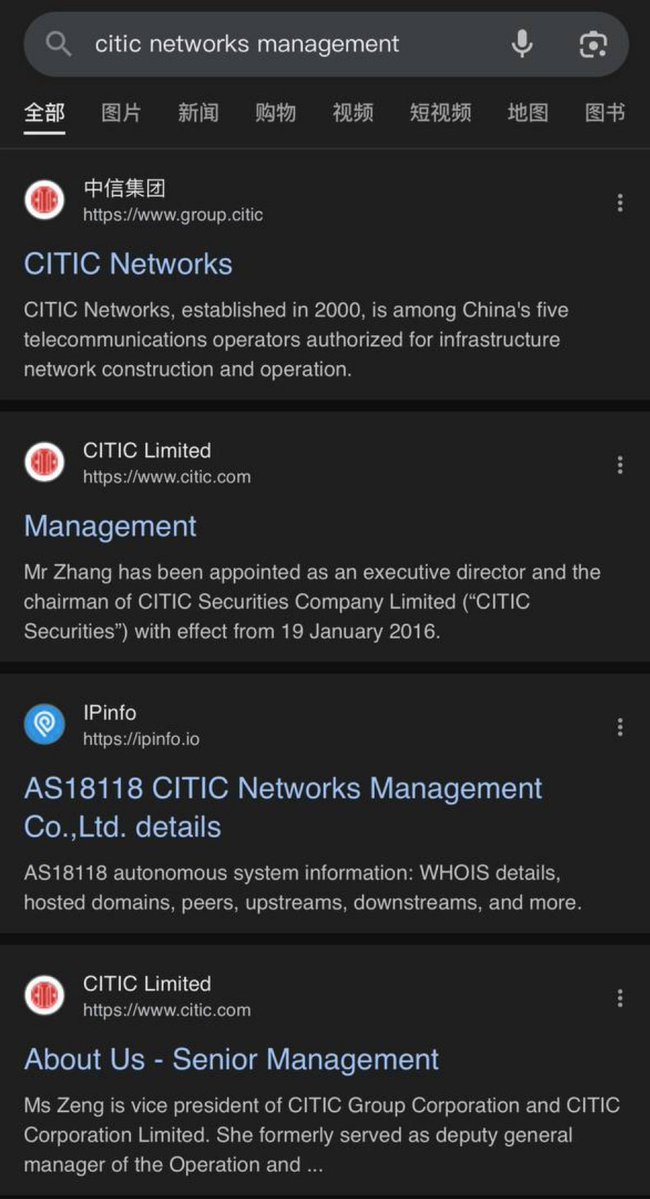 citic networks management
全部 图片 新闻 购物 视频 短视频 地图 图书
中信集团
https://www.group.citic
CITIC Networks
CITIC Networks, established in 2000, is among China's five
telecommunications operators authorized for infrastructure
network construction and operation.
CITIC Limited
https://www.citic.com
Management
Mr Zhang has been appointed as an executive director and the
chairman of CITIC Securities Company Limited (“CITIC
Securities”) with effect from 19 January 2016.
IPinfo
https://ipinfo.io
AS18118 CITIC Networks Management
Co.,Ltd. details
AS18118 autonomous system information: WHOIS details,
hosted domains, peers, upstreams, downstreams, and more.
CITIC Limited
https://www.citic.com
About Us - Senior Management
Ms Zeng is vice president of CITIC Group Corporation and CITIC
Corporation Limited. She formerly served as deputy general
manager of the Operation and ...